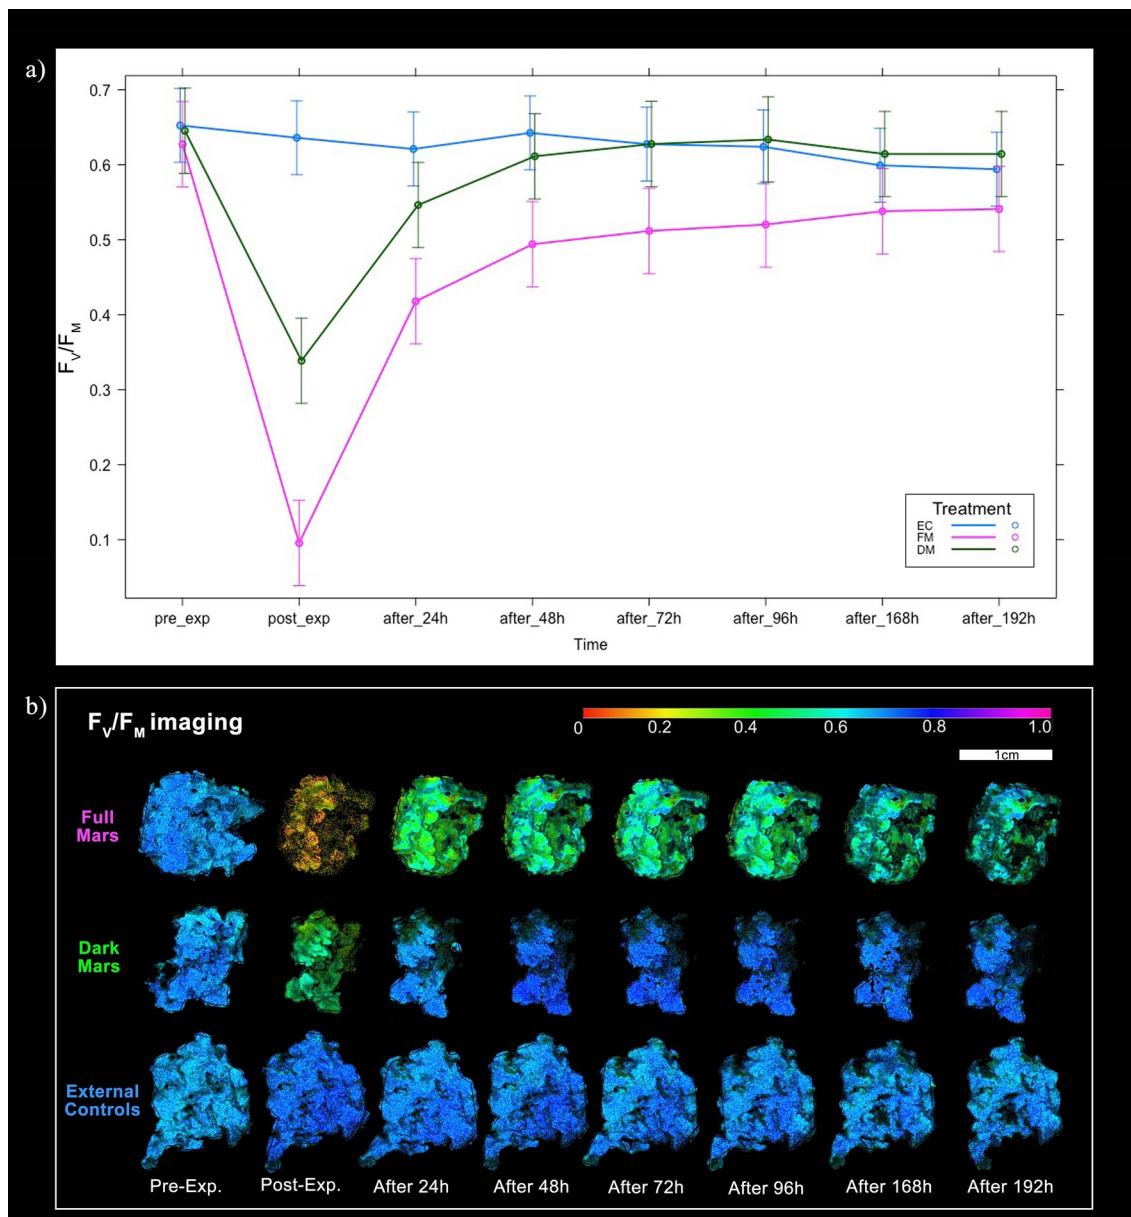 a)
0.7
0.6
0.5
0.4
0.3
0.2
0.1
FV/FM
Treatment
EC
FM
DM
pre_exp post_exp after_24h after_48h after_72h after_96h after_168h after_192h
Time
b)
FV/FM imaging
0 0.2 0.4 0.6 0.8 1.0
1cm
Full
Mars
Dark
Mars
External
Controls
Pre-Exp. Post-Exp. After 24h After 48h After 72h After 96h After 168h After 192h